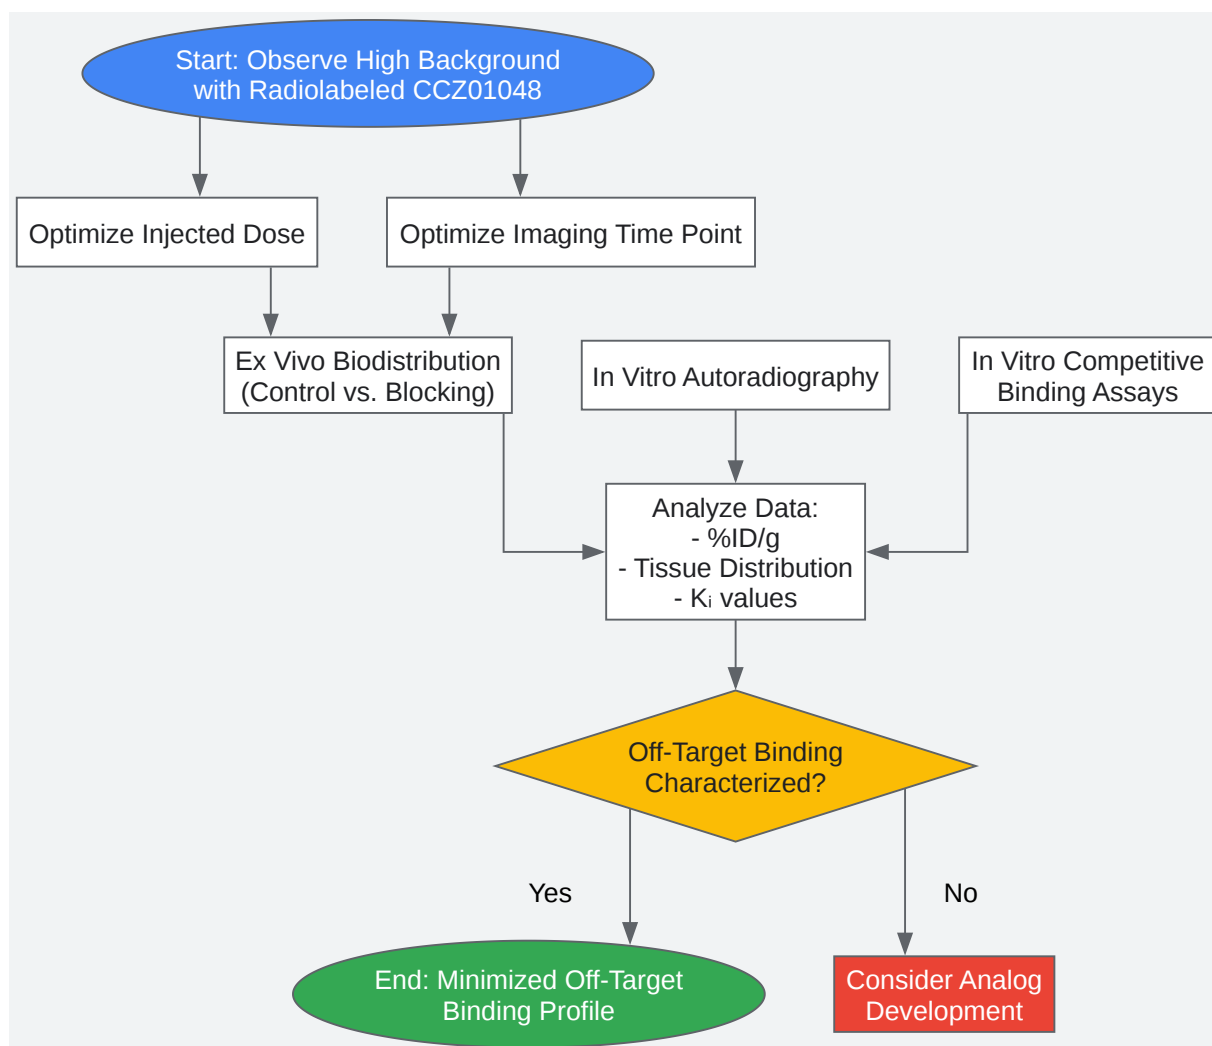 Start: Observe High Background
with Radiolabeled CCZ01048
Optimize Injected Dose
Optimize Imaging Time Point
Ex Vivo Biodistribution
(Control vs. Blocking)
In Vitro Autoradiography
In Vitro Competitive
Binding Assays
Analyze Data:
- %ID/g
- Tissue Distribution
- Kᵢ values
Off-Target Binding
Characterized?
Yes
No
End: Minimized Off-Target
Binding Profile
Consider Analog
Development